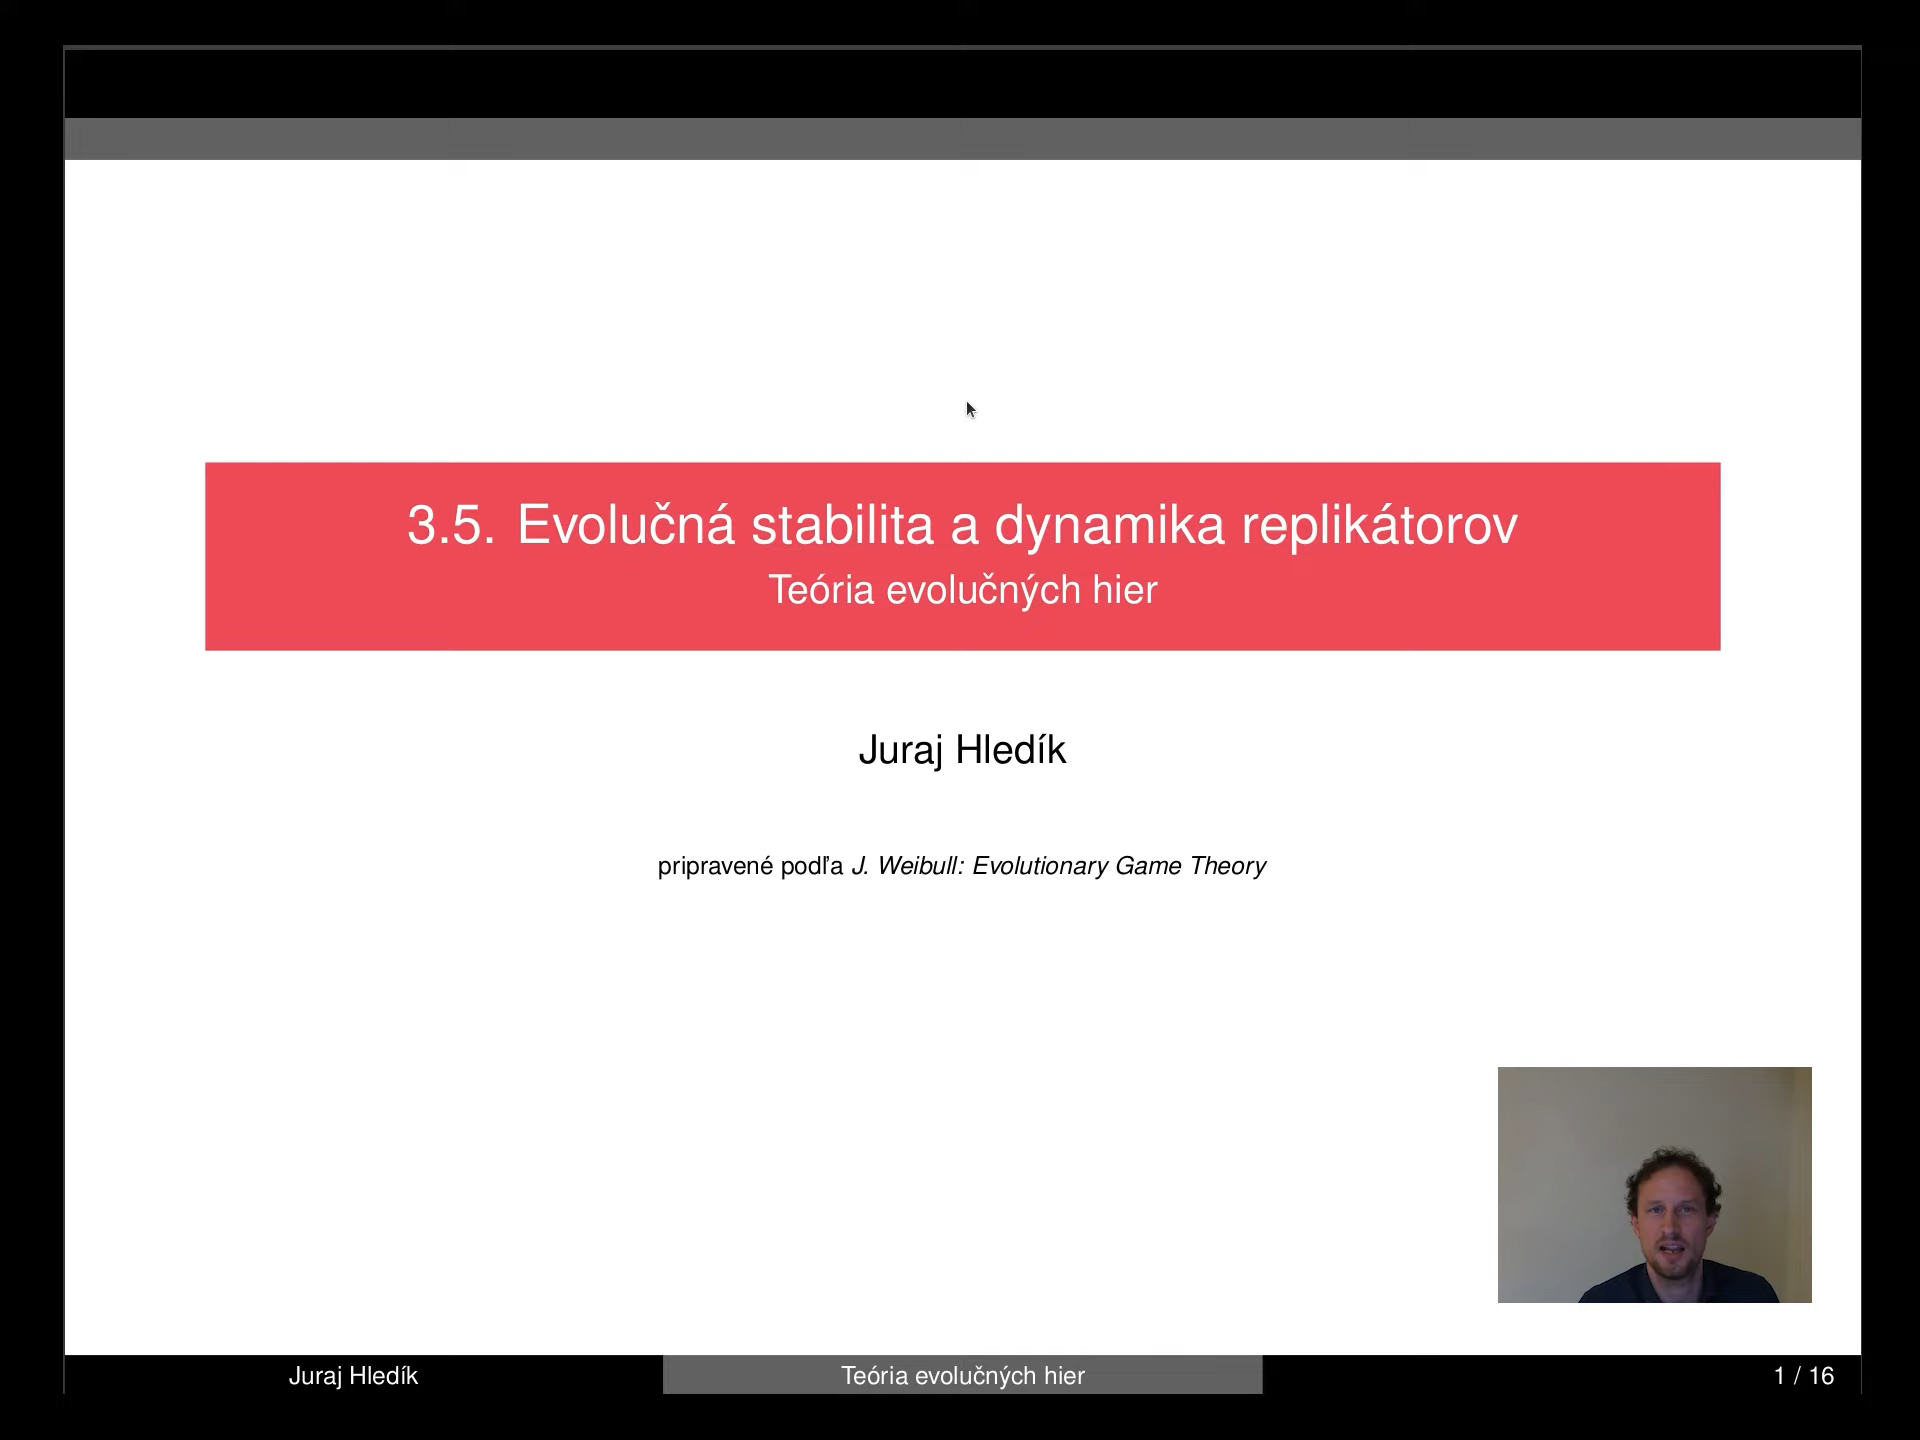 3.5. Evolučná stabilita a dynamika replikátorov
Teória evolučných hier
Juraj Hledík
pripravené podľa J. Weibull: Evolutionary Game Theory
Juraj Hledík
Teória evolučných hier
1 / 16